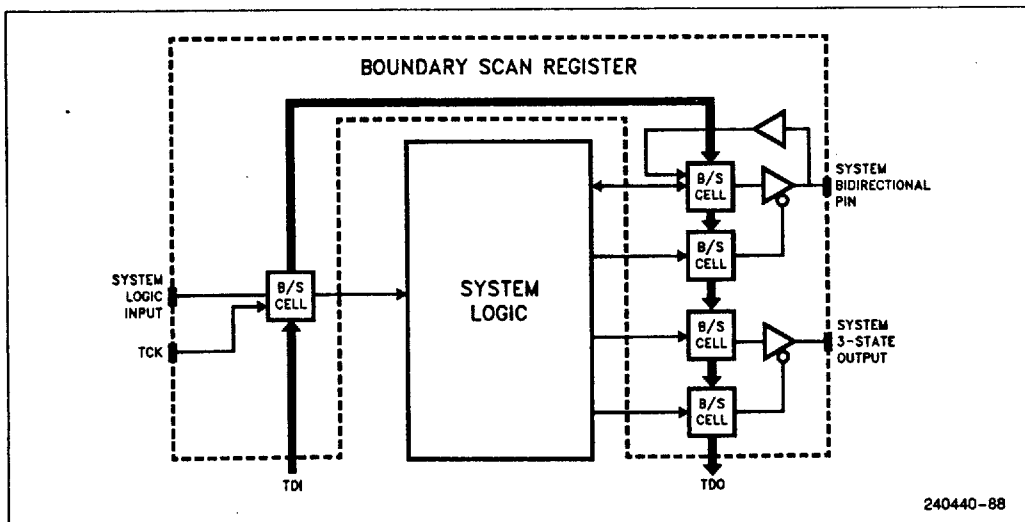 BOUNDARY SCAN REGISTER
SYSTEM
BIDIRECTIONAL
PIN
B/S
CELL
B/S
CELL
SYSTEM
LOGIC
INPUT
B/S
CELL
SYSTEM
LOGIC
TCK
B/S
CELL
SYSTEM
3-STATE
OUTPUT
B/S
CELL
TDI
TDO
240440-88